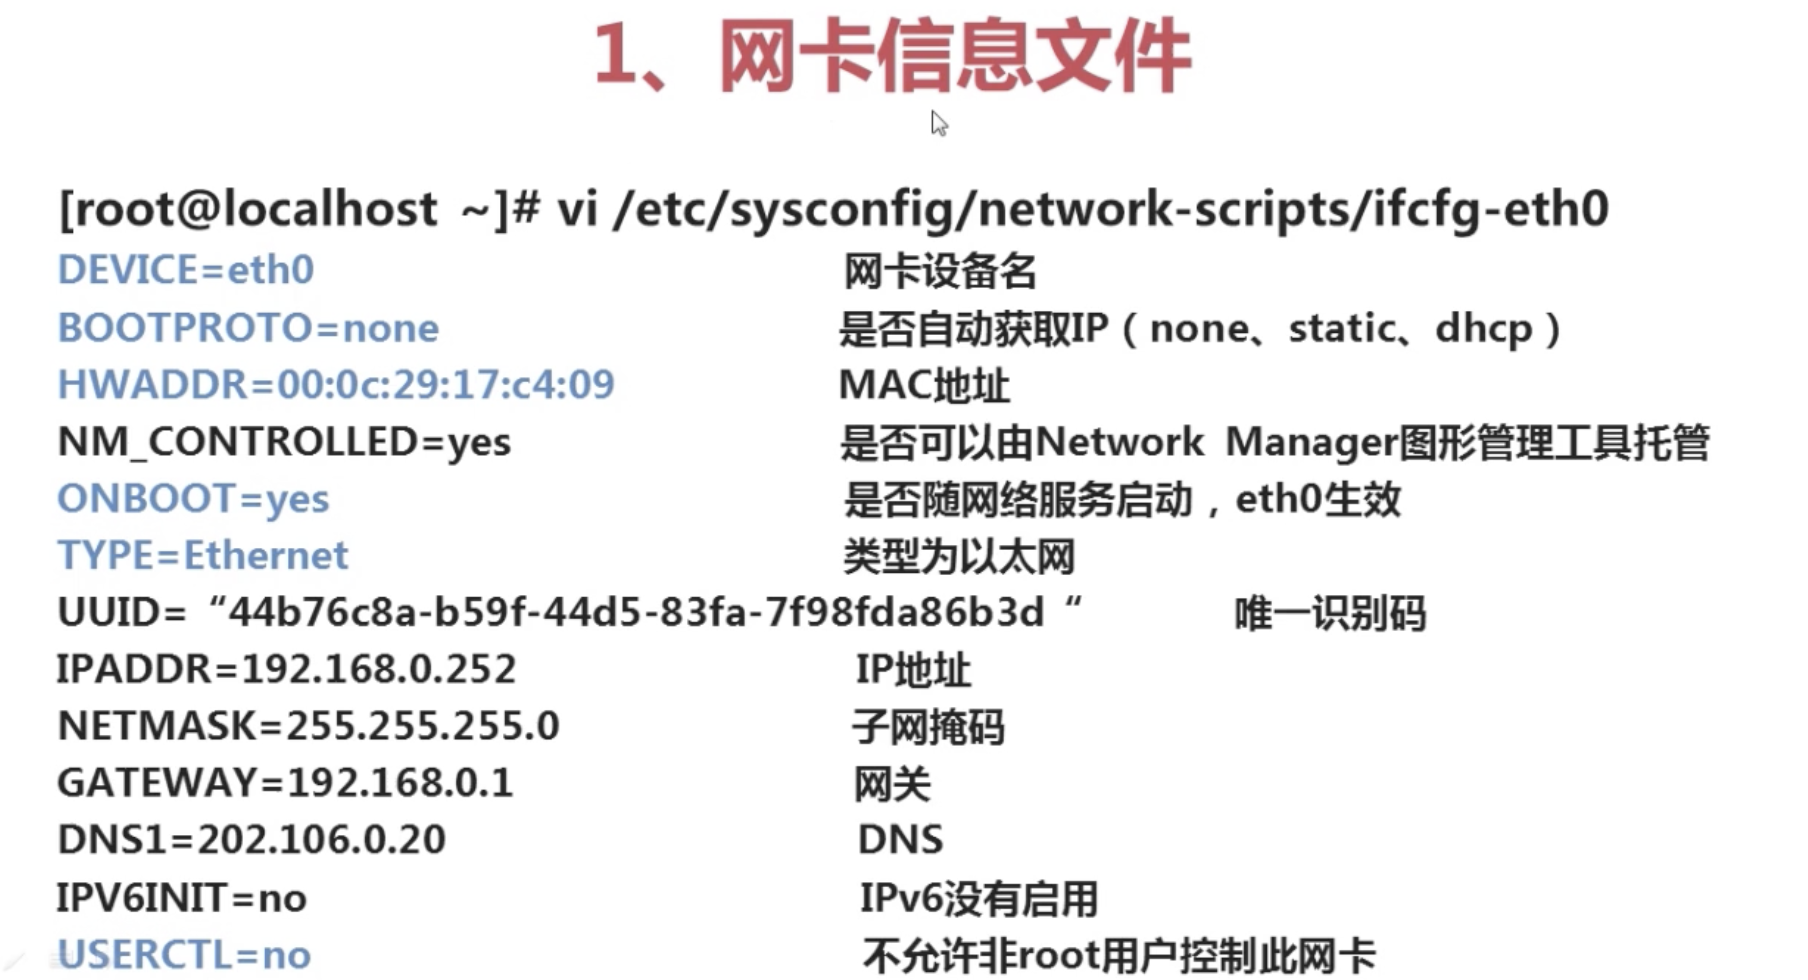 1、网卡信息文件
[root@localhost ~]# vi /etc/sysconfig/network-scripts/ifcfg-eth0
DEVICE=eth0 网卡设备名
BOOTPROTO=none 是否自动获取IP（none、static、dhcp）
HWADDR=00:0c:29:17:c4:09 MAC地址
NM_CONTROLLED=yes 是否可以由Network Manager图形管理工具托管
ONBOOT=yes 是否随网络服务启动，eth0生效
TYPE=Ethernet 类型为以太网
UUID=“44b76c8a-b59f-44d5-83fa-7f98fda86b3d“ 唯一识别码
IPADDR=192.168.0.252 IP地址
NETMASK=255.255.255.0 子网掩码
GATEWAY=192.168.0.1 网关
DNS1=202.106.0.20 DNS
IPV6INIT=no IPv6没有启用
USERCTL=no 不允许非root用户控制此网卡